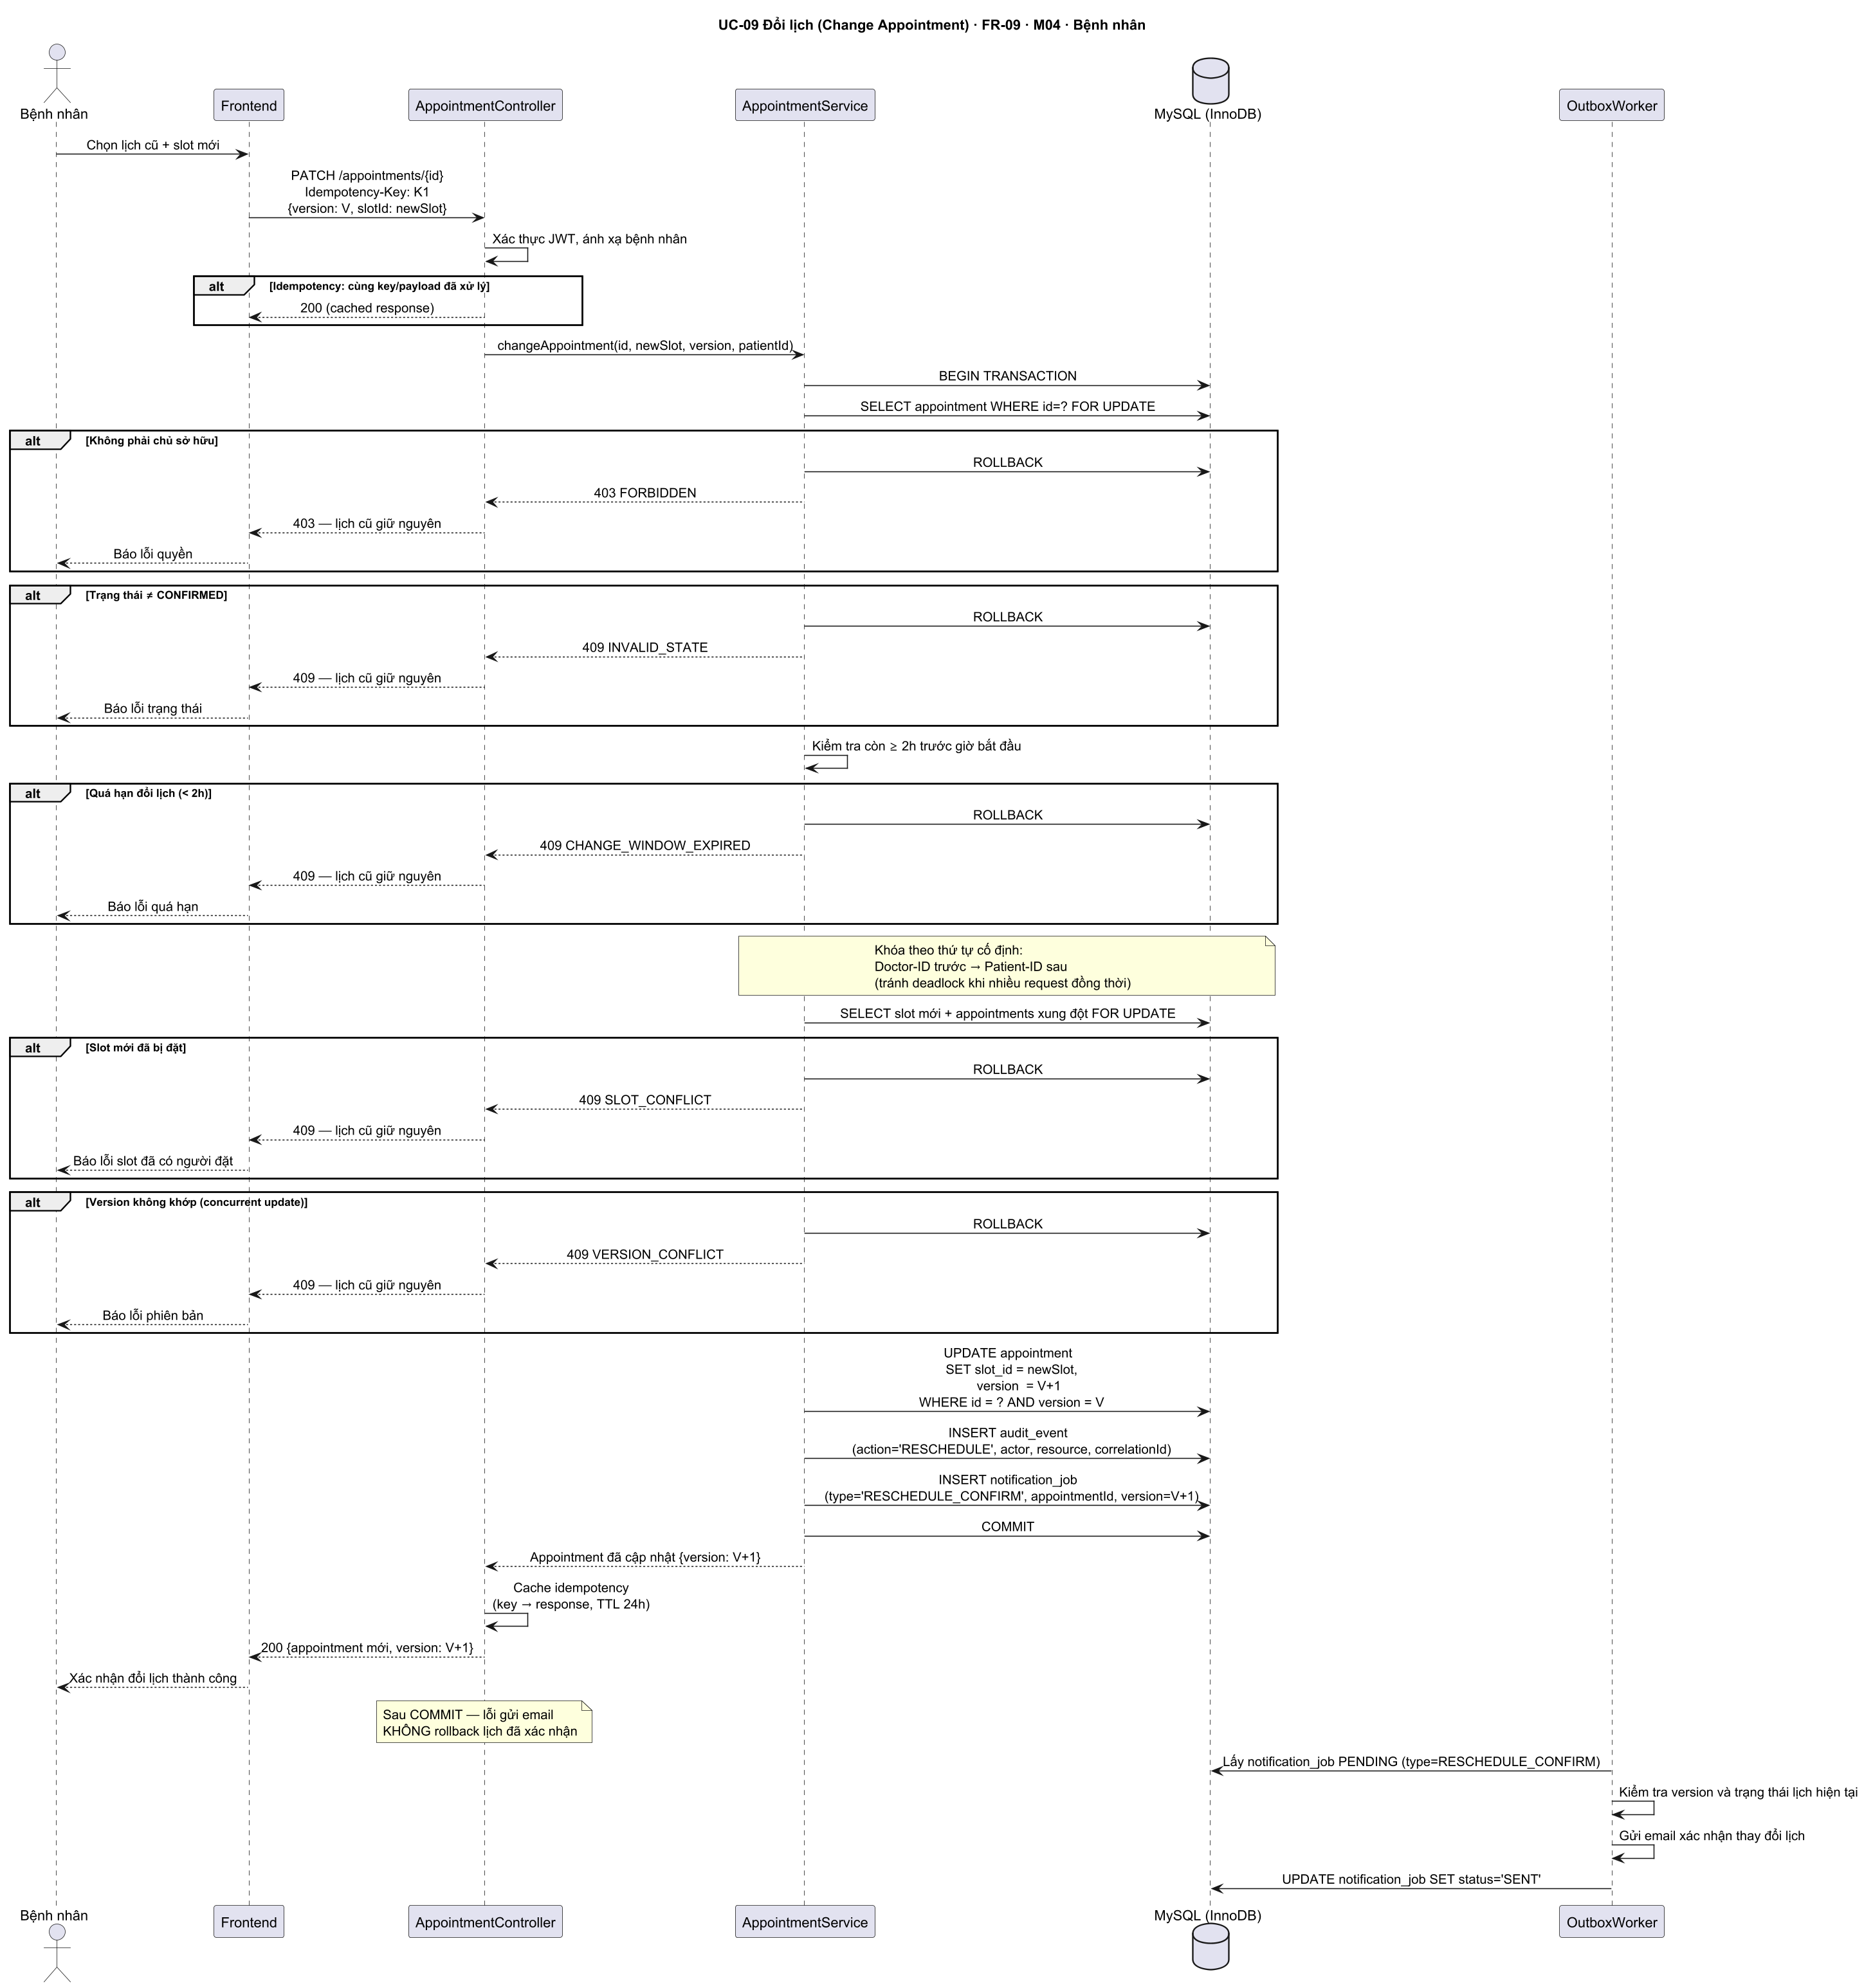 UC-09 Đổi lịch (Change Appointment) · FR-09 · M04 · Bệnh nhân
Bệnh nhân
Frontend
AppointmentController
AppointmentService
MySQL (InnoDB)
OutboxWorker
Chọn lịch cũ + slot mới
PATCH /appointments/{id}
Idempotency-Key: K1
{version: V, slotId: newSlot}
Xác thực JWT, ánh xạ bệnh nhân
alt
[Idempotency: cùng key/payload đã xử lý]
200 (cached response)
changeAppointment(id, newSlot, version, patientId)
BEGIN TRANSACTION
SELECT appointment WHERE id=? FOR UPDATE
alt
[Không phải chủ sở hữu]
ROLLBACK
403 FORBIDDEN
403 — lịch cũ giữ nguyên
Báo lỗi quyền
alt
[Trạng thái ≠ CONFIRMED]
ROLLBACK
409 INVALID_STATE
409 — lịch cũ giữ nguyên
Báo lỗi trạng thái
Kiểm tra còn ≥ 2h trước giờ bắt đầu
alt
[Quá hạn đổi lịch (< 2h)]
ROLLBACK
409 CHANGE_WINDOW_EXPIRED
409 — lịch cũ giữ nguyên
Báo lỗi quá hạn
Khóa theo thứ tự cố định:
Doctor-ID trước → Patient-ID sau
(tránh deadlock khi nhiều request đồng thời)
SELECT slot mới + appointments xung đột FOR UPDATE
alt
[Slot mới đã bị đặt]
ROLLBACK
409 SLOT_CONFLICT
409 — lịch cũ giữ nguyên
Báo lỗi slot đã có người đặt
alt
[Version không khớp (concurrent update)]
ROLLBACK
409 VERSION_CONFLICT
409 — lịch cũ giữ nguyên
Báo lỗi phiên bản
UPDATE appointment
SET slot_id = newSlot,
version = V+1
WHERE id = ? AND version = V
INSERT audit_event
(action='RESCHEDULE', actor, resource, correlationId)
INSERT notification_job
(type='RESCHEDULE_CONFIRM', appointmentId, version=V+1)
COMMIT
Appointment đã cập nhật {version: V+1}
Cache idempotency
(key → response, TTL 24h)
200 {appointment mới, version: V+1}
Xác nhận đổi lịch thành công
Sau COMMIT — lỗi gửi email
KHÔNG rollback lịch đã xác nhận
Lấy notification_job PENDING (type=RESCHEDULE_CONFIRM)
Kiểm tra version và trạng thái lịch hiện tại
Gửi email xác nhận thay đổi lịch
UPDATE notification_job SET status='SENT'
Bệnh nhân
Frontend
AppointmentController
AppointmentService
MySQL (InnoDB)
OutboxWorker